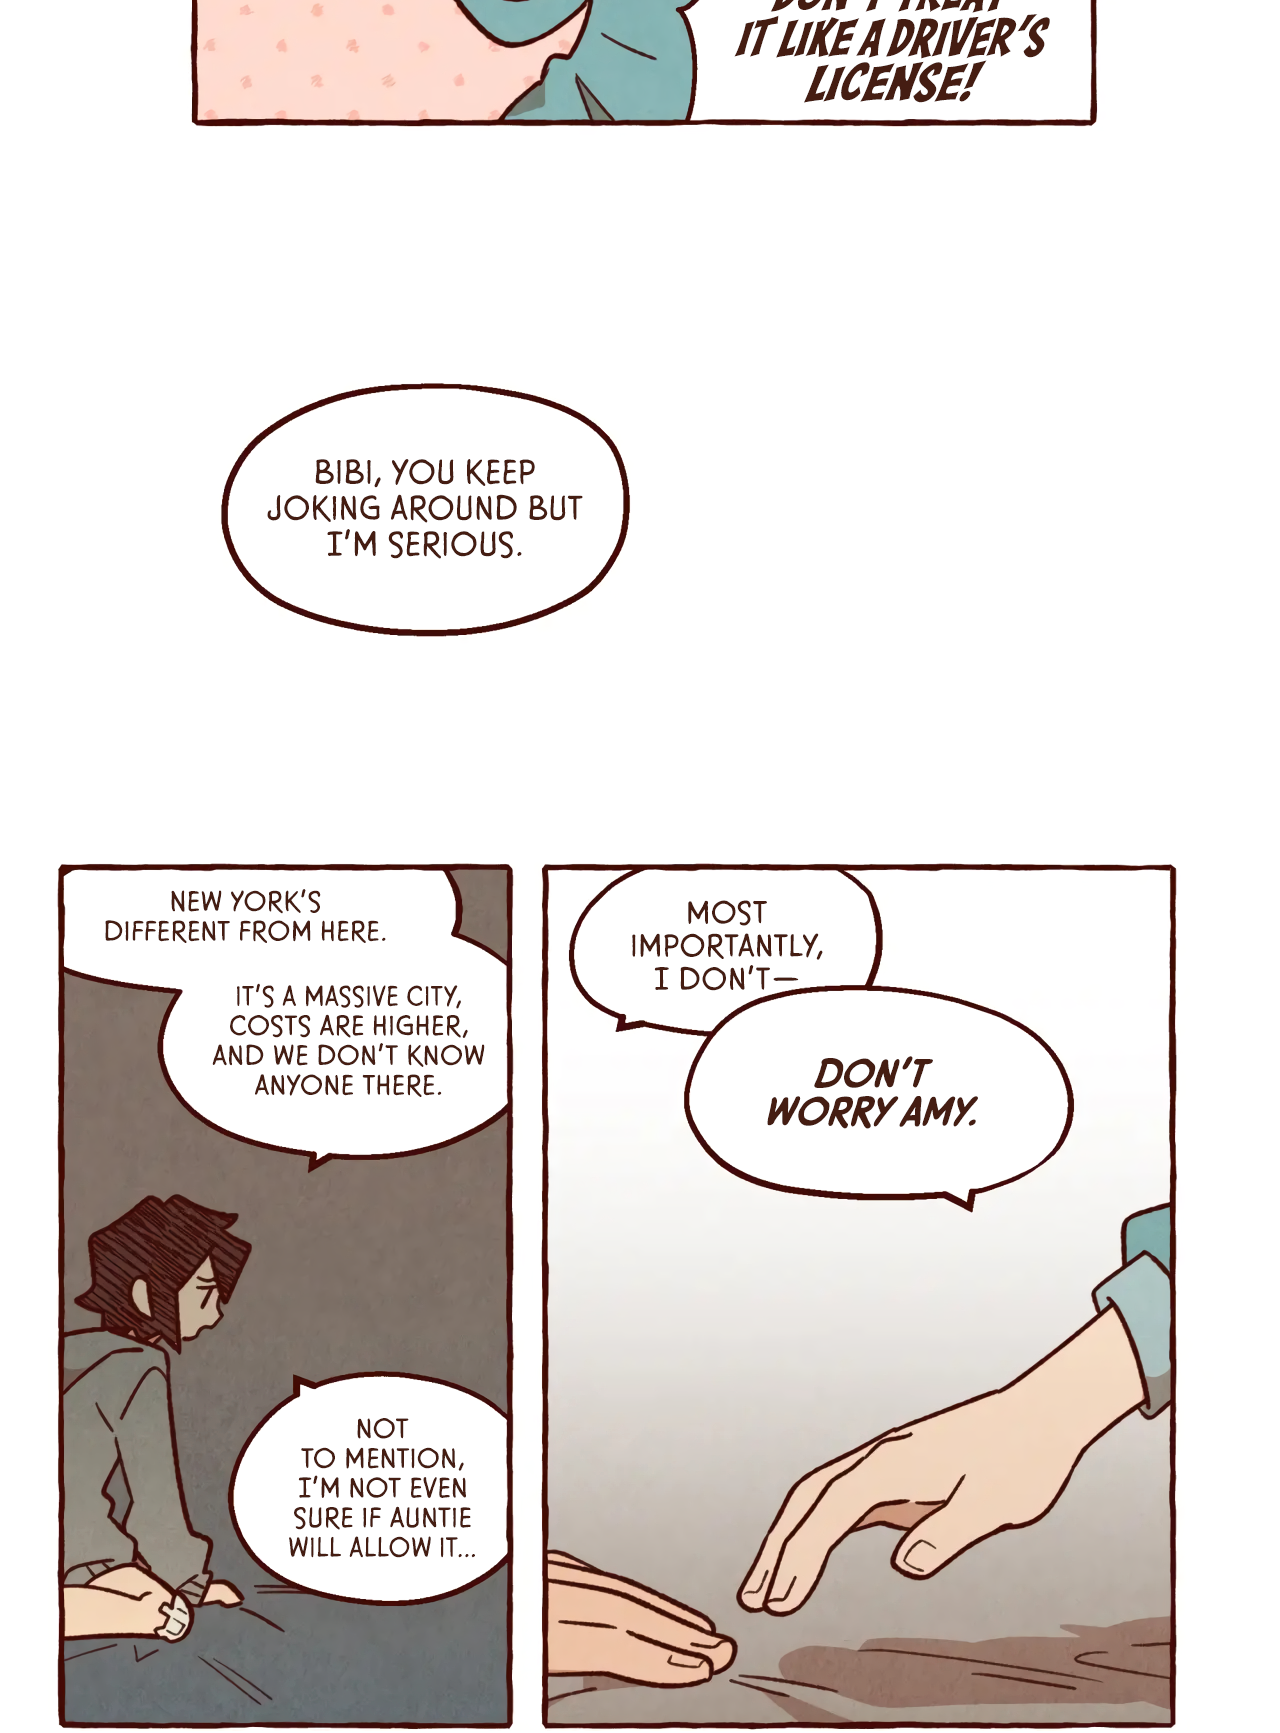 DON'T TREAT
IT LIKE A DRIVER'S
LICENSE!
BIBI, YOU KEEP
JOKING AROUND BUT
I'M SERIOUS.
NEW YORK'S
DIFFERENT FROM HERE.
IT'S A MASSIVE CITY,
COSTS ARE HIGHER,
AND WE DON'T KNOW
ANYONE THERE.
NOT
TO MENTION,
I'M NOT EVEN
SURE IF AUNTIE
WILL ALLOW IT...
MOST
IMPORTANTLY,
I DON'T—
DON'T
WORRY AMY.